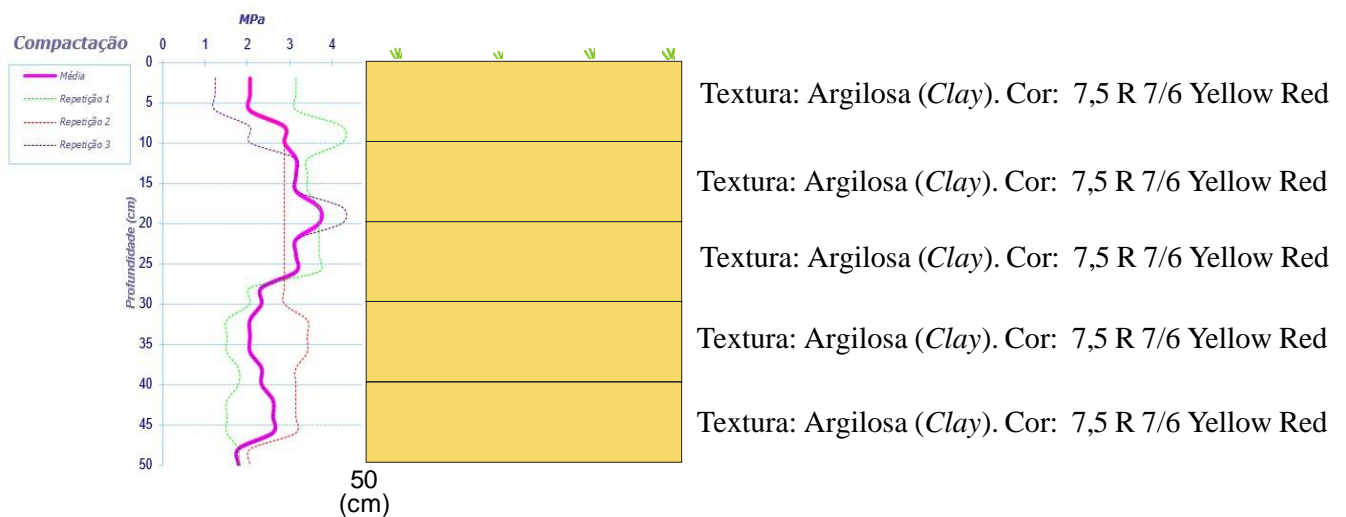 MPa
Compactação
0 1 2 3 4
Média
Repetição 1
Repetição 2
Repetição 3
Profundidade (cm)
0
5
10
15
20
25
30
35
40
45
50
50
(cm)
Textura: Argilosa (Clay). Cor: 7,5 R 7/6 Yellow Red
Textura: Argilosa (Clay). Cor: 7,5 R 7/6 Yellow Red
Textura: Argilosa (Clay). Cor: 7,5 R 7/6 Yellow Red
Textura: Argilosa (Clay). Cor: 7,5 R 7/6 Yellow Red
Textura: Argilosa (Clay). Cor: 7,5 R 7/6 Yellow Red